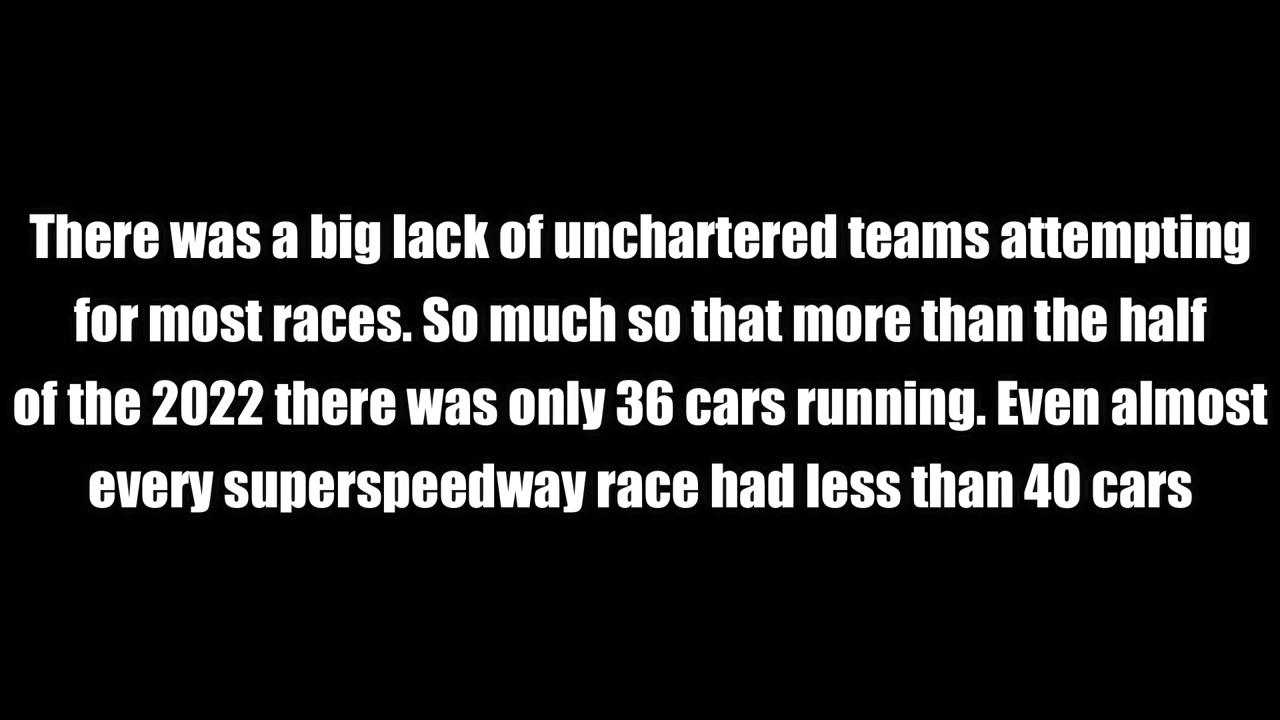 There was a big lack of unchartered teams attempting
for most races. So much so that more than the half
of the 2022 there was only 36 cars running. Even almost
every superspeedway race had less than 40 cars